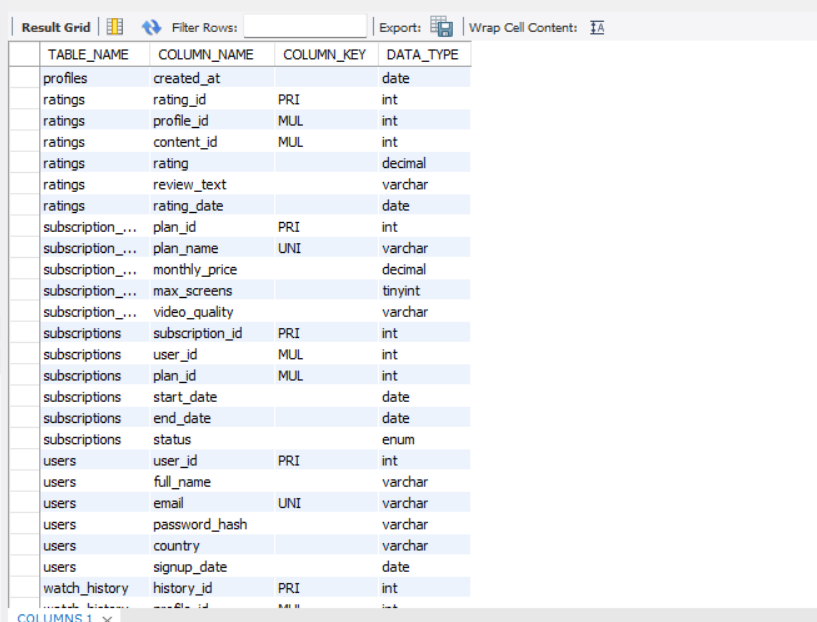 Result Grid Filter Rows: Export: Wrap Cell Content: IA
TABLE_NAME COLUMN_NAME COLUMN_KEY DATA_TYPE
profiles created_at date
ratings rating_id PRI int
ratings profile_id MUL int
ratings content_id MUL int
ratings rating decimal
ratings review_text varchar
ratings rating_date date
subscription_... plan_id PRI int
subscription_... plan_name UNI varchar
subscription_... monthly_price decimal
subscription_... max_screens tinyint
subscription_... video_quality varchar
subscriptions subscription_id PRI int
subscriptions user_id MUL int
subscriptions plan_id MUL int
subscriptions start_date date
subscriptions end_date date
subscriptions status enum
users user_id PRI int
users full_name varchar
users email UNI varchar
users password_hash varchar
users country varchar
users signup_date date
watch_history history_id PRI int
watch_history profile_id MUL int
COLUMNS 1